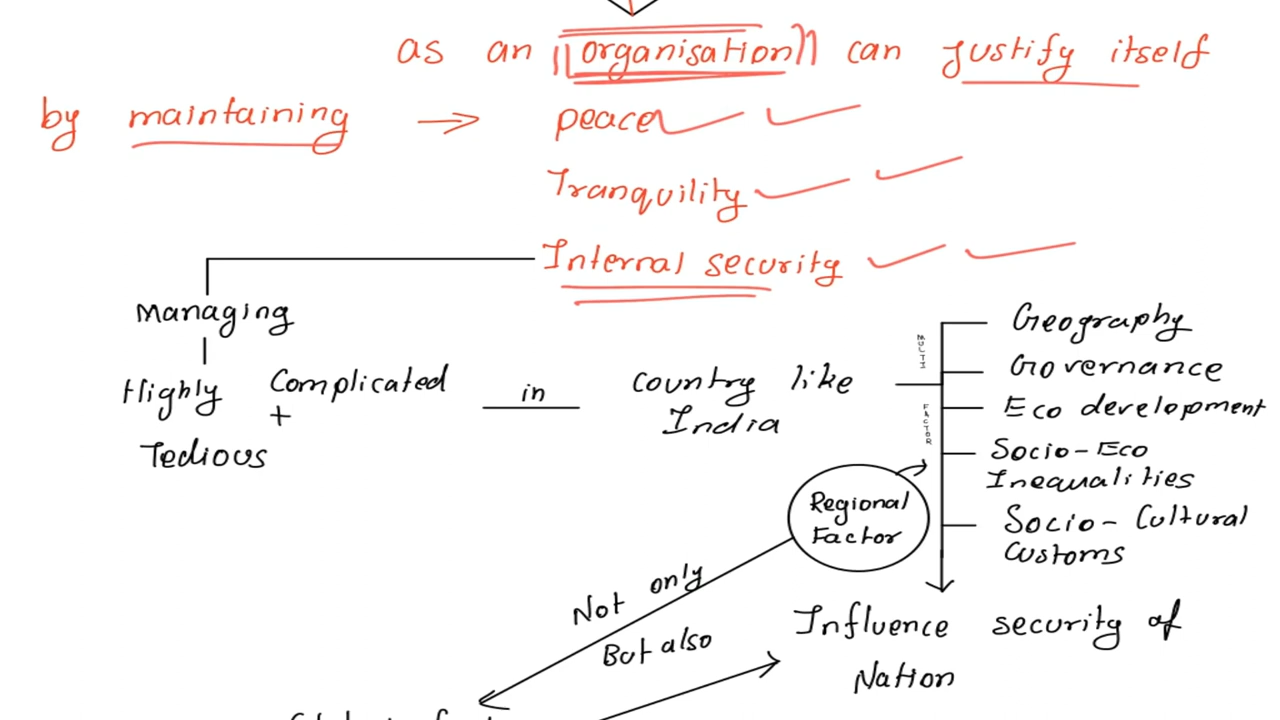 as an organisation can justify itself
by maintaining → peace
Tranquility
Internal security
Managing
Highly Complicated
+
Tedious
in
country like
India
MULTI
FACTOR
Geography
Governance
Eco development
Socio-Eco
Inequalities
Socio-Cultural
Customs
Regional
Factor
Not only
But also
Influence security of
Nation